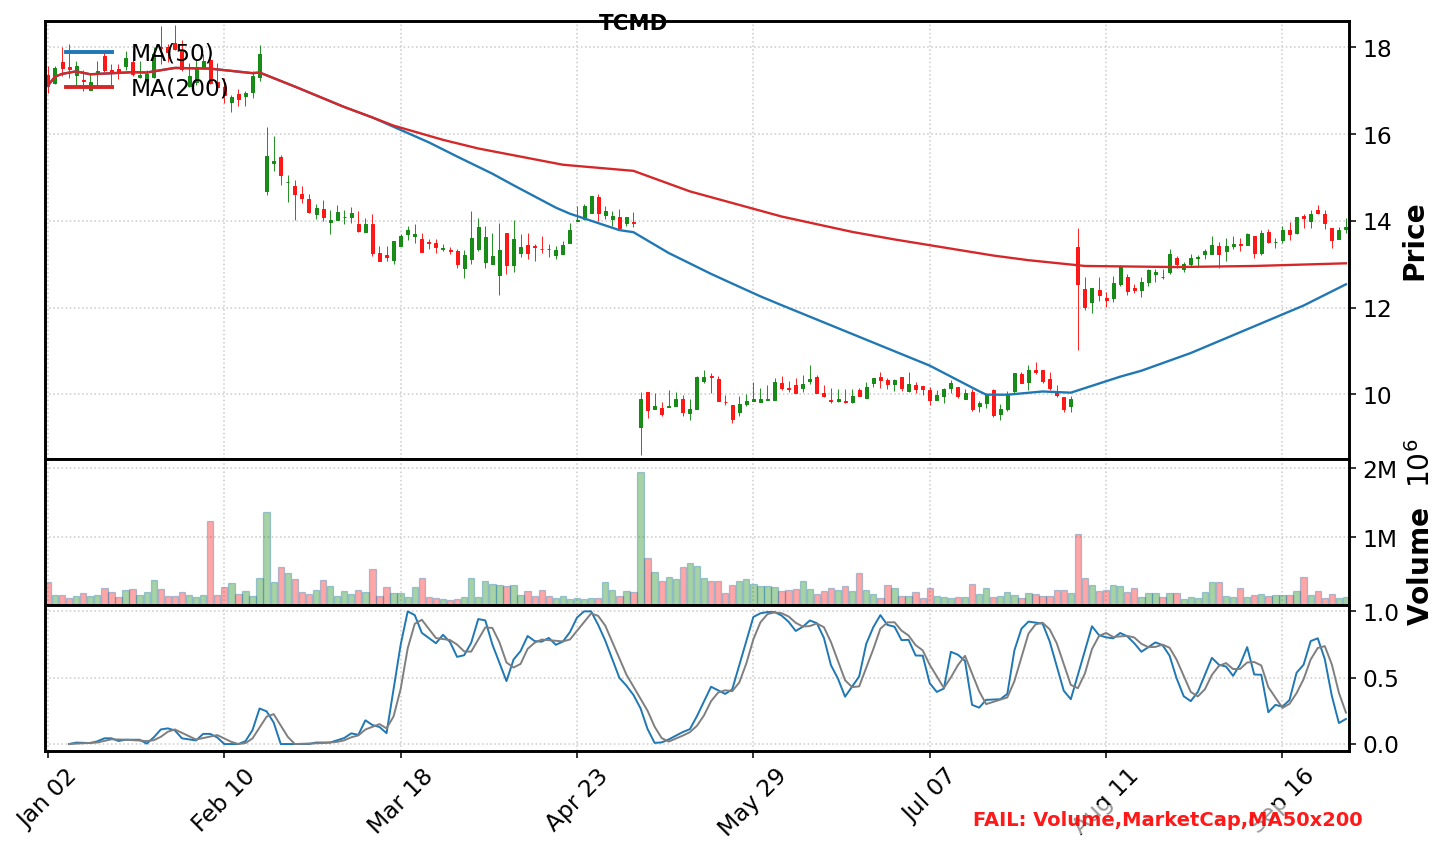 TCMD
MA(50)
MA(200)
18
16
14
12
10
Price
2M
1M
Volume 10^6
1.0
0.5
0.0
Jan 02
Feb 10
Mar 18
Apr 23
May 29
Jul 07
Aug 11
Sep 16
FAIL: Volume,MarketCap,MA50x200